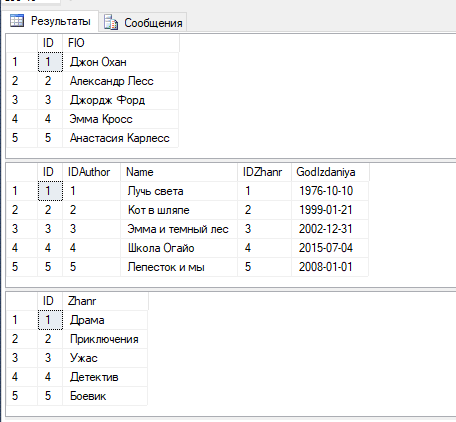 Результаты Сообщения
ID FIO
1 1 Джон Охан
2 2 Александр Лесс
3 3 Джордж Форд
4 4 Эмма Кросс
5 5 Анастасия Карлесс
ID IDAuthor Name IDZhanr GodIzdaniya
1 1 1 Лучь света 1 1976-10-10
2 2 2 Кот в шляпе 2 1999-01-21
3 3 3 Эмма и темный лес 3 2002-12-31
4 4 4 Школа Огайо 4 2015-07-04
5 5 5 Лепесток и мы 5 2008-01-01
ID Zhanr
1 1 Драма
2 2 Приключения
3 3 Ужас
4 4 Детектив
5 5 Боевик